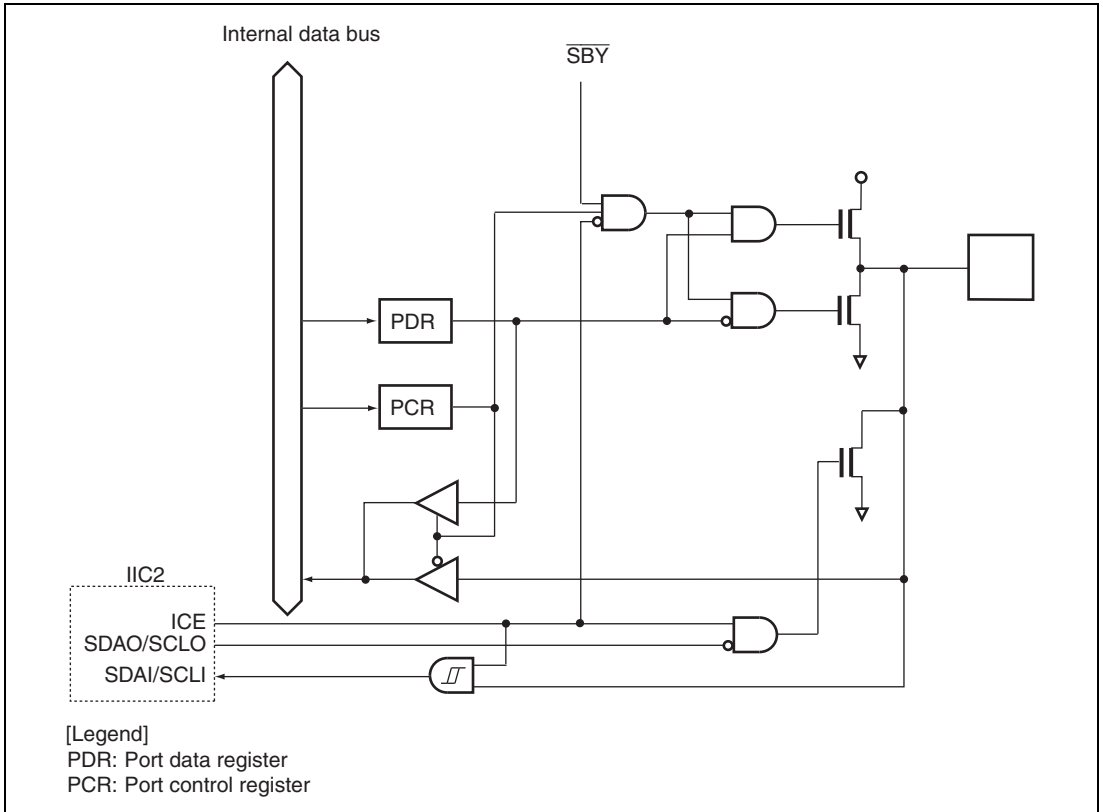 Internal data bus
SBY
PDR
PCR
IIC2
ICE
SDAO/SCLO
SDAI/SCLI
[Legend]
PDR: Port data register
PCR: Port control register